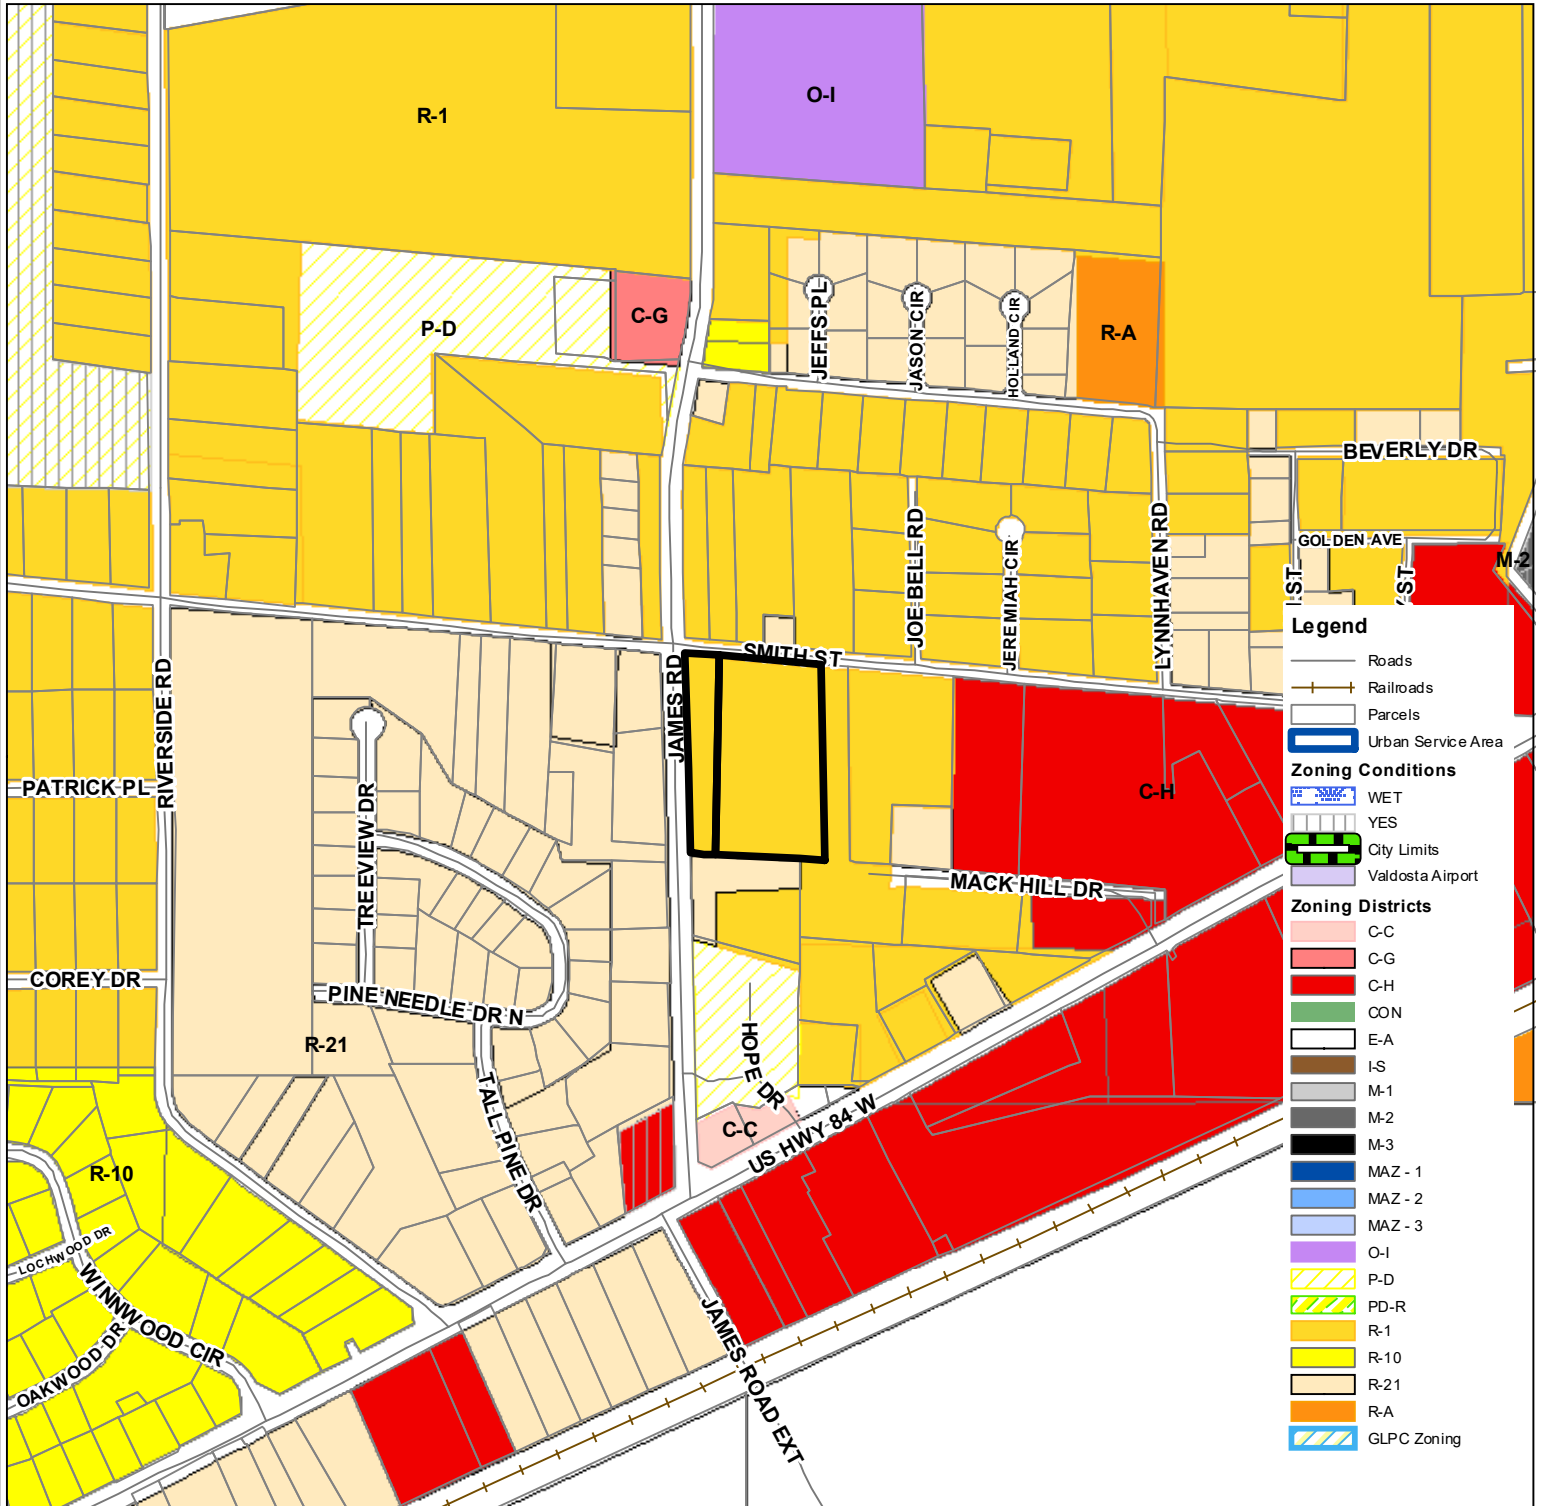 R-1
O-I
C-G
P-D
JEFFS PL
JASON CIR
HOLLAND CIR
R-A
BEVERLY DR
GOLDEN AVE
M-2
JOE BELL RD
JEREMIAH CIR
LYNNHAVEN RD
ST
ST
SMITH ST
JAMES RD
RIVERSIDE RD
PATRICK PL
TREEVIEW DR
C-H
MACK HILL DR
COREY DR
PINE NEEDLE DR N
R-21
HOPE DR
TALL PINE DR
C-C
US HWY 84 W
R-10
LOCHWOOD DR
WINNWOOD CIR
OAKWOOD DR
JAMES ROAD EXT
Legend
Roads
Railroads
Parcels
Urban Service Area
Zoning Conditions
WET
YES
City Limits
Valdosta Airport
Zoning Districts
C-C
C-G
C-H
CON
E-A
I-S
M-1
M-2
M-3
MAZ - 1
MAZ - 2
MAZ - 3
O-I
P-D
PD-R
R-1
R-10
R-21
R-A
GLPC Zoning